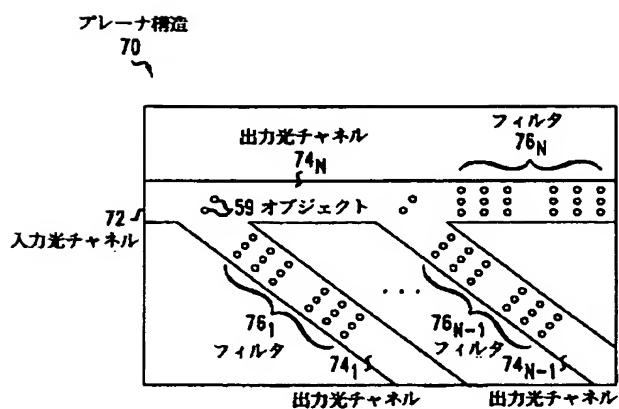 プレーナ構造
70
出力光チャネル
74N
フィルタ
76N
72
入力光チャネル
59 オブジェクト
...
761
フィルタ
741
出力光チャネル
76N-1
フィルタ
74N-1
出力光チャネル